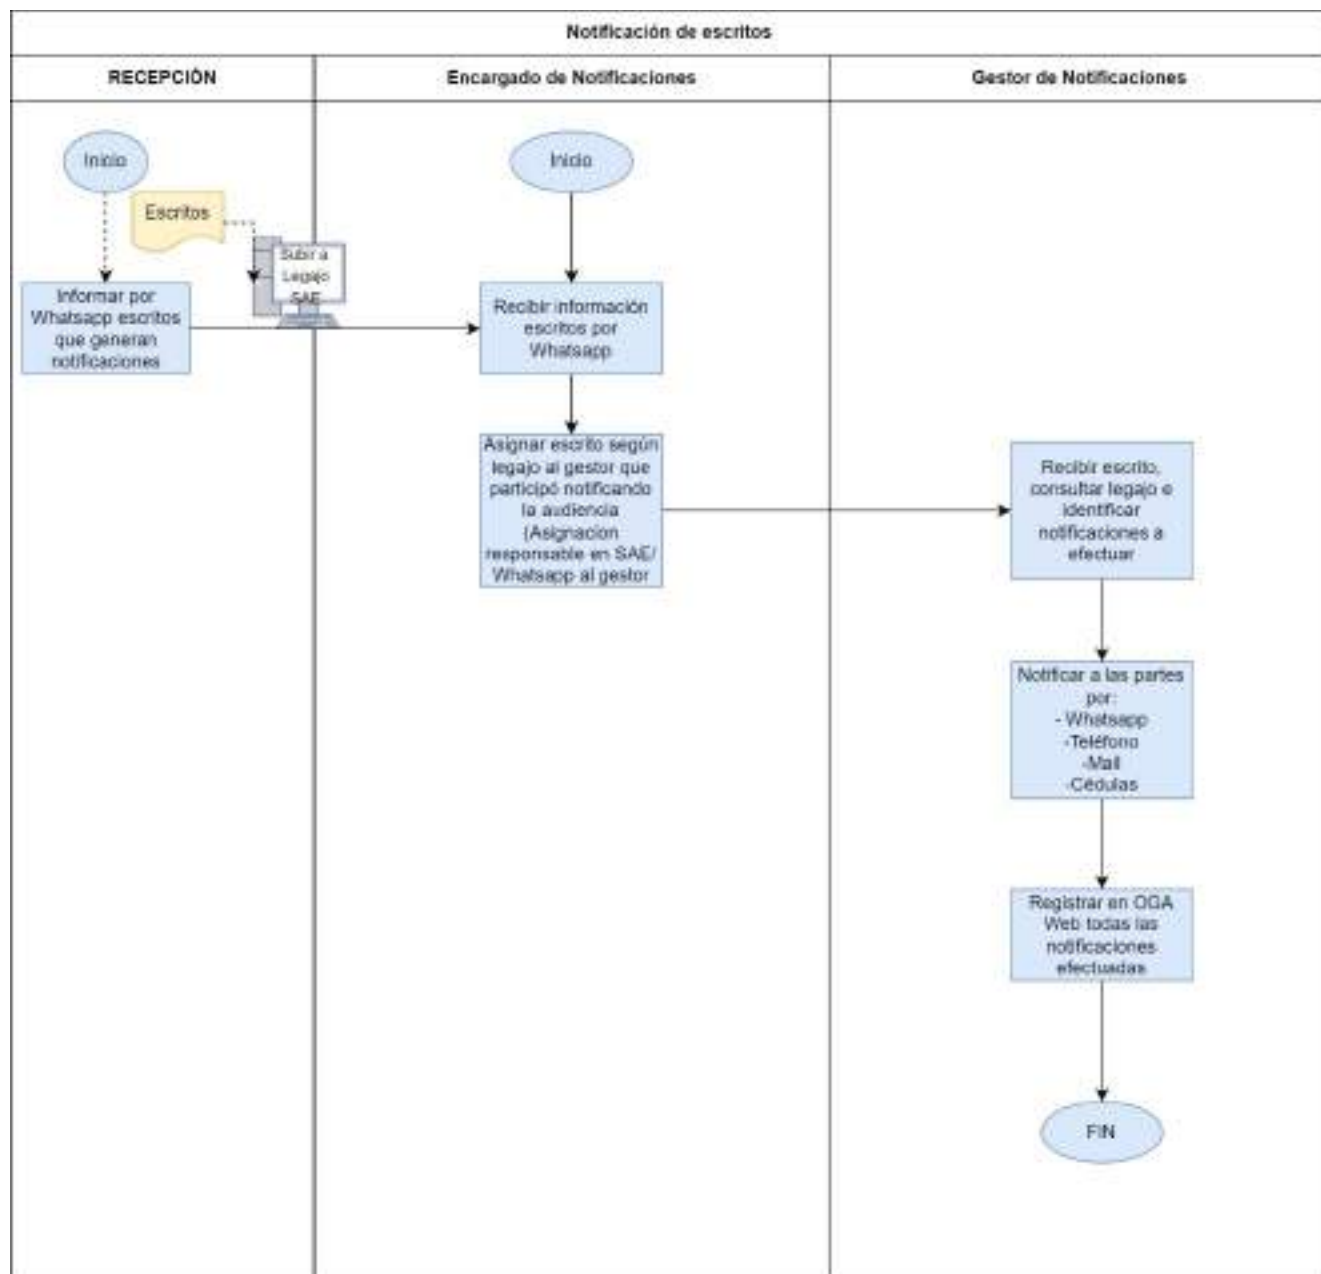 Notificación de escritos
RECEPCIÓN
Encargado de Notificaciones
Gestor de Notificaciones
Inicio
Escritos
Subir a
Legajo
SAE
Informar por
Whatsapp escritos
que generan
notificaciones
Inicio
Recibir información
escritos por
Whatsapp
Asignar escrito según
legajo al gestor que
participó notificando
la audiencia
(Asignacion
responsable en SAE/
Whatsapp al gestor
Recibir escrito,
consultar legajo e
identificar
notificaciones a
efectuar
Notificar a las partes
por:
- Whatsapp
-Teléfono
-Mail
-Cédulas
Registrar en OGA
Web todas las
notificaciones
efectuadas
FIN